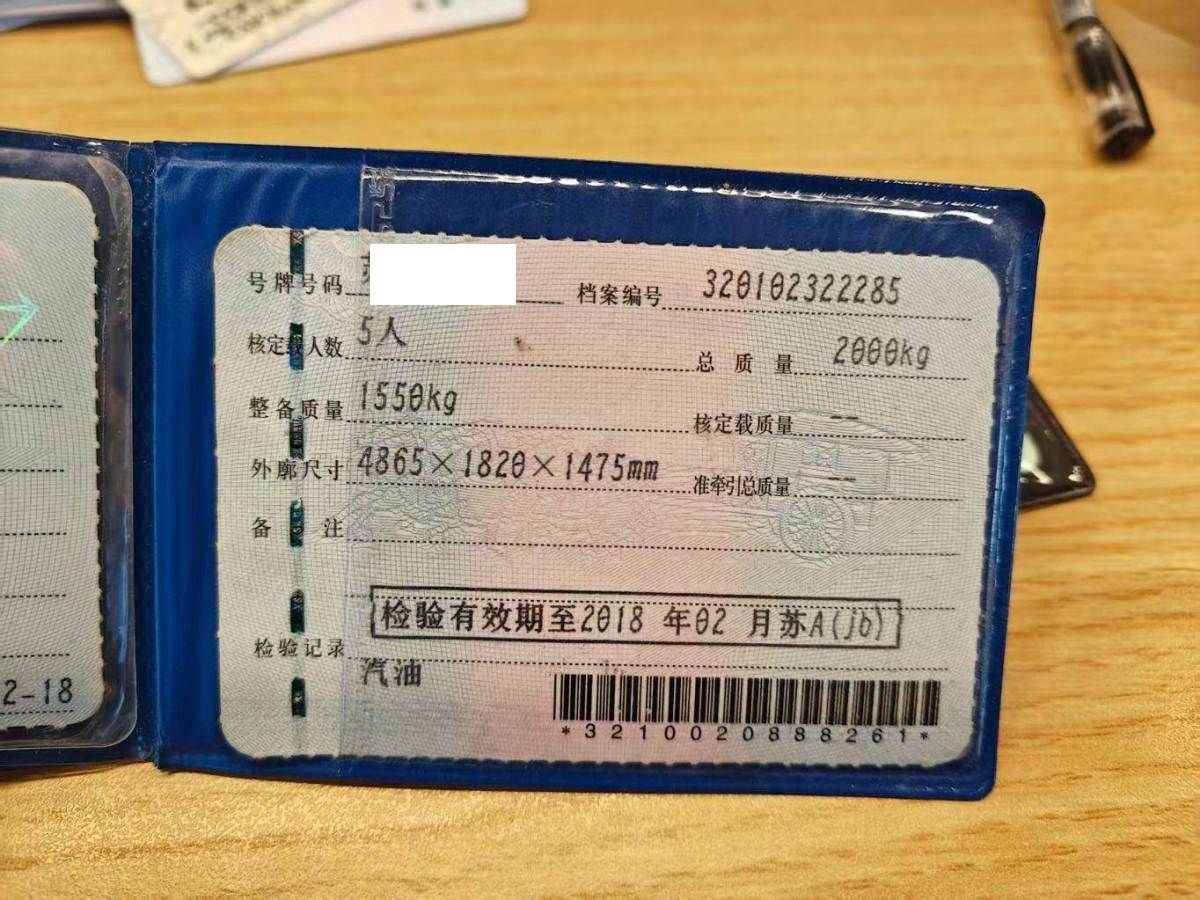 号牌号码 档案编号 320102322285
核定载人数 5人 总质量 2000kg
整备质量 1550kg 核定载质量 --
外廓尺寸 4865×1820×1475mm 准牵引总质量 --
备注
检验有效期至2018 年02 月苏A(jb)
检验记录
汽油
*3210020888261*
2-18